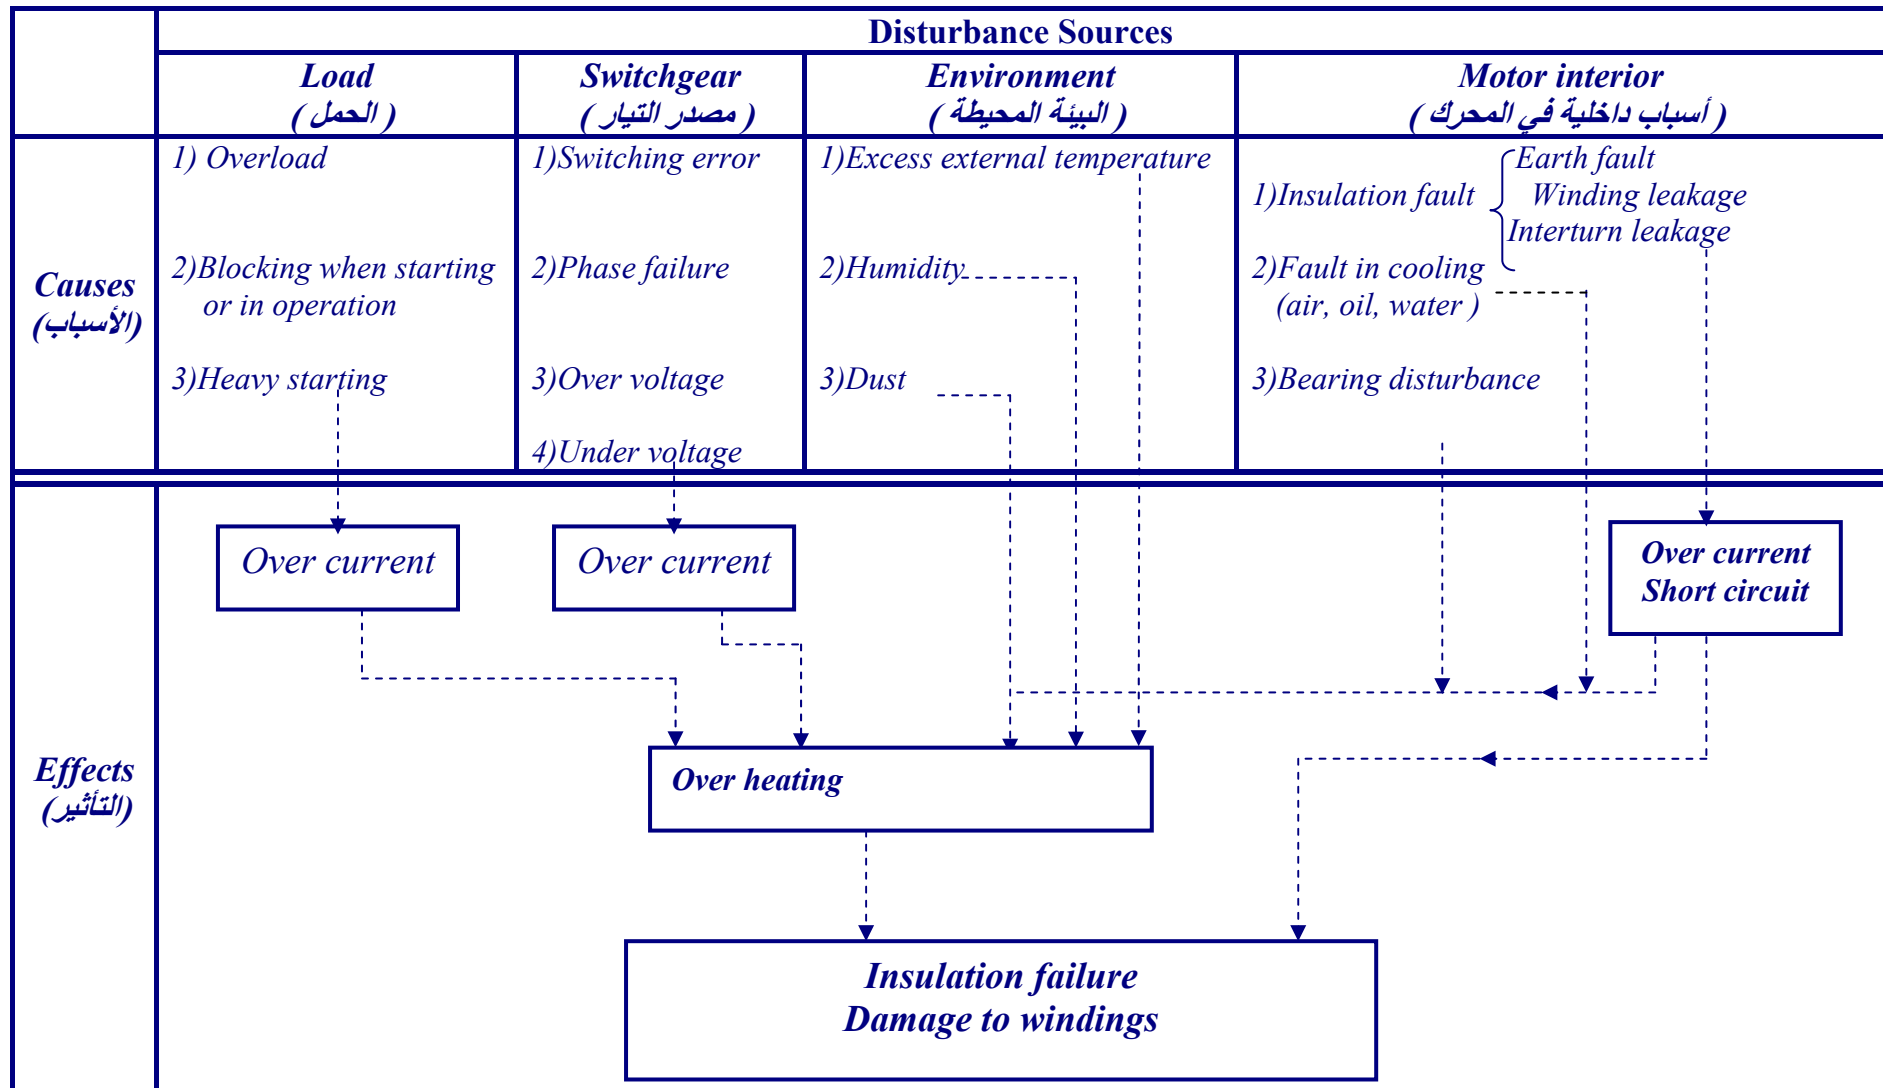 Disturbance Sources
Load
( الحمل )
Switchgear
( مصدر التيار )
Environment
( البيئة المحيطة )
Motor interior
( أسباب داخلية في المحرك )
Causes
(الأسباب)
1) Overload
2)Blocking when starting
or in operation
3)Heavy starting
1)Switching error
2)Phase failure
3)Over voltage
4)Under voltage
1)Excess external temperature
2)Humidity
3)Dust
1)Insulation fault
Earth fault
Winding leakage
Interturn leakage
2)Fault in cooling
(air, oil, water )
3)Bearing disturbance
Effects
(التأثير)
Over current
Over current
Over current
Short circuit
Over heating
Insulation failure
Damage to windings